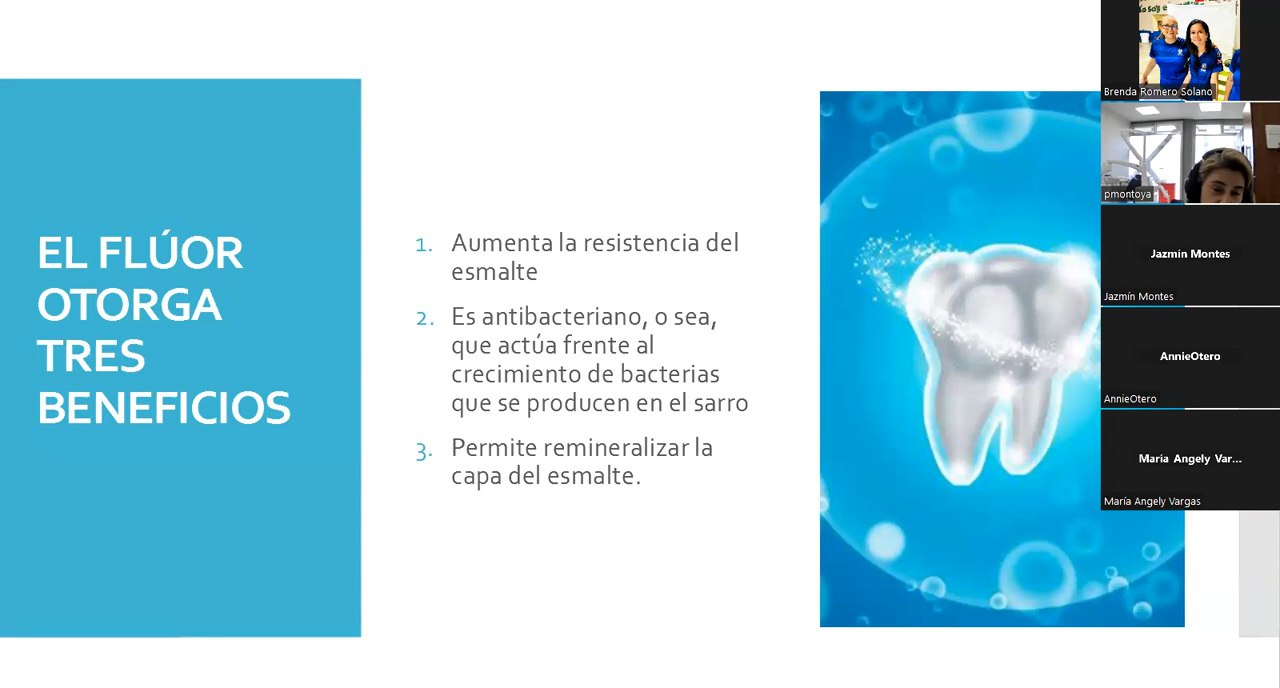 EL FLÚOR
OTORGA
TRES
BENEFICIOS
1. Aumenta la resistencia del
esmalte
2. Es antibacteriano, o sea,
que actúa frente al
crecimiento de bacterias
que se producen en el sarro
3. Permite remineralizar la
capa del esmalte.
Brenda Romero Solano
pmontoya
Jazmín Montes
Jazmín Montes
AnnieOtero
AnnieOtero
María Angely Var...
María Angely Vargas